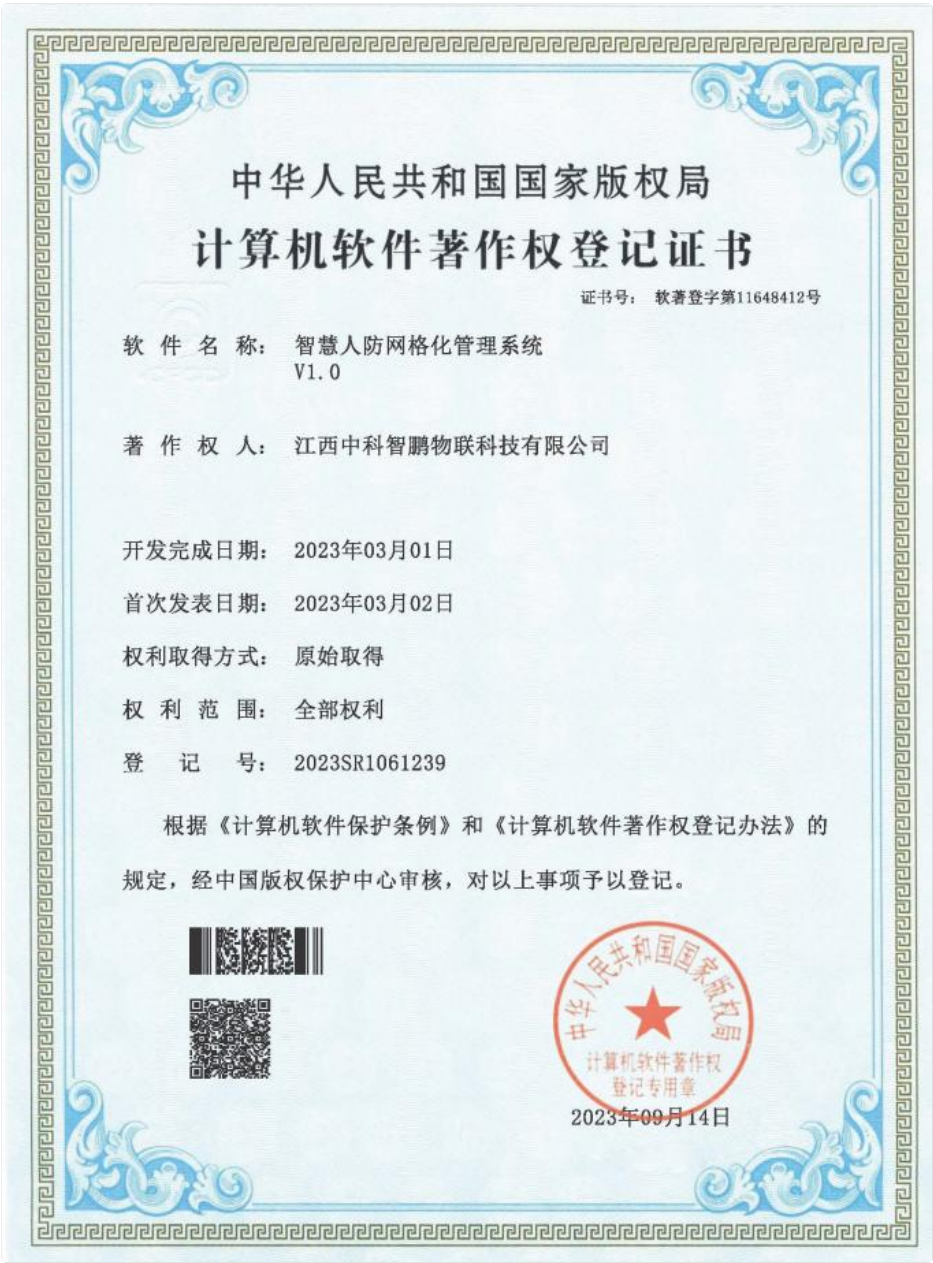 中华人民共和国国家版权局
计算机软件著作权登记证书
证书号： 软著登字第11648412号
软件名称： 智慧人防网格化管理系统
V1.0
著作权人： 江西中科智鹏物联科技有限公司
开发完成日期： 2023年03月01日
首次发表日期： 2023年03月02日
权利取得方式： 原始取得
权利范围： 全部权利
登记号： 2023SR1061239
根据《计算机软件保护条例》和《计算机软件著作权登记办法》的
规定，经中国版权保护中心审核，对以上事项予以登记。
中华人民共和国国家版权局
计算机软件著作权
登记专用章
2023年09月14日